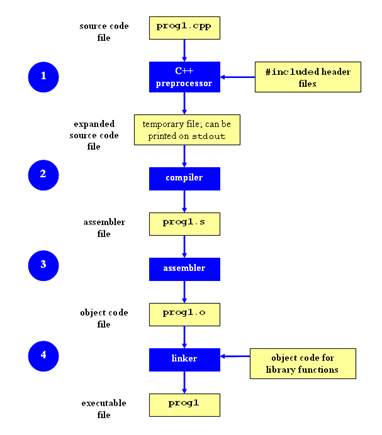 source code
file
prog1.cpp
1
C++
preprocessor
#included header
files
expanded
source code
file
temporary file; can be
printed on stdout
2
compiler
assembler
file
prog1.s
3
assembler
object code
file
prog1.o
4
linker
object code for
library functions
executable
file
prog1